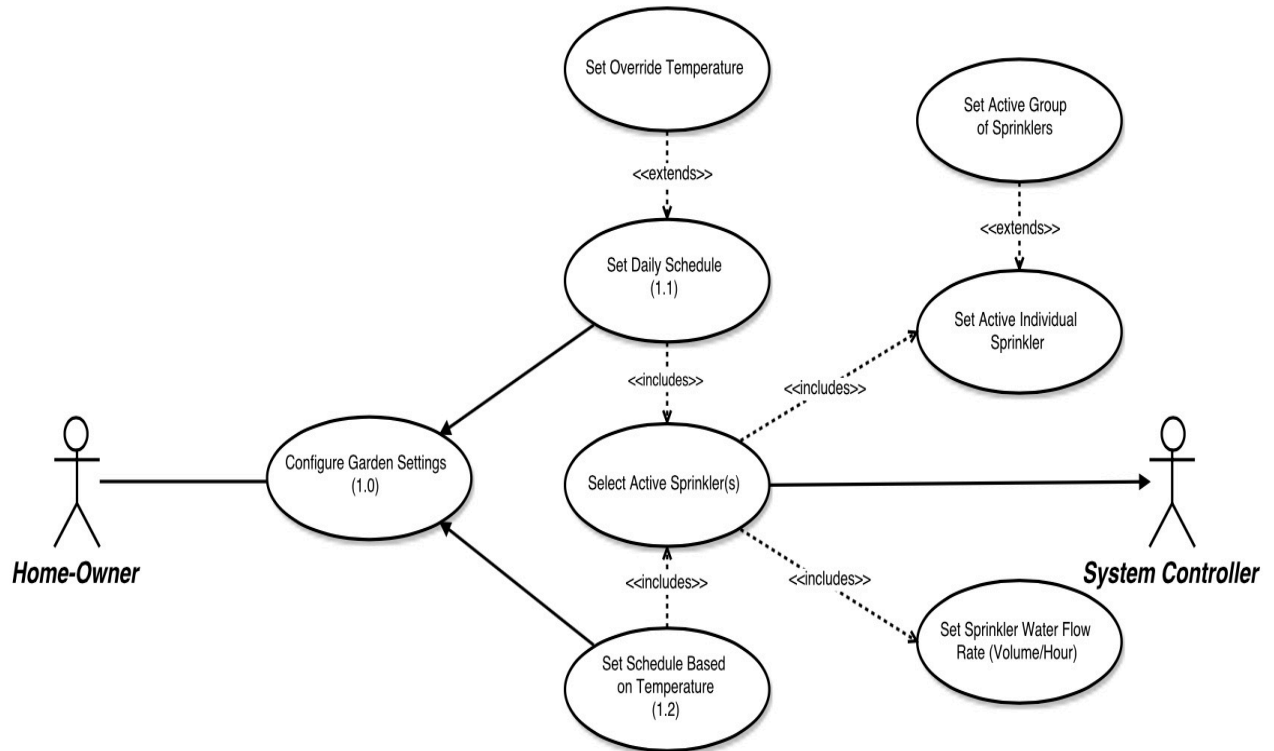 Set Override Temperature
Set Active Group
of Sprinklers
<<extends>>
<<extends>>
Set Daily Schedule
(1.1)
Set Active Individual
Sprinkler
<<includes>>
<<includes>>
Configure Garden Settings
(1.0)
Select Active Sprinkler(s)
Home-Owner
System Controller
<<includes>>
<<includes>>
Set Sprinkler Water Flow
Rate (Volume/Hour)
Set Schedule Based
on Temperature
(1.2)